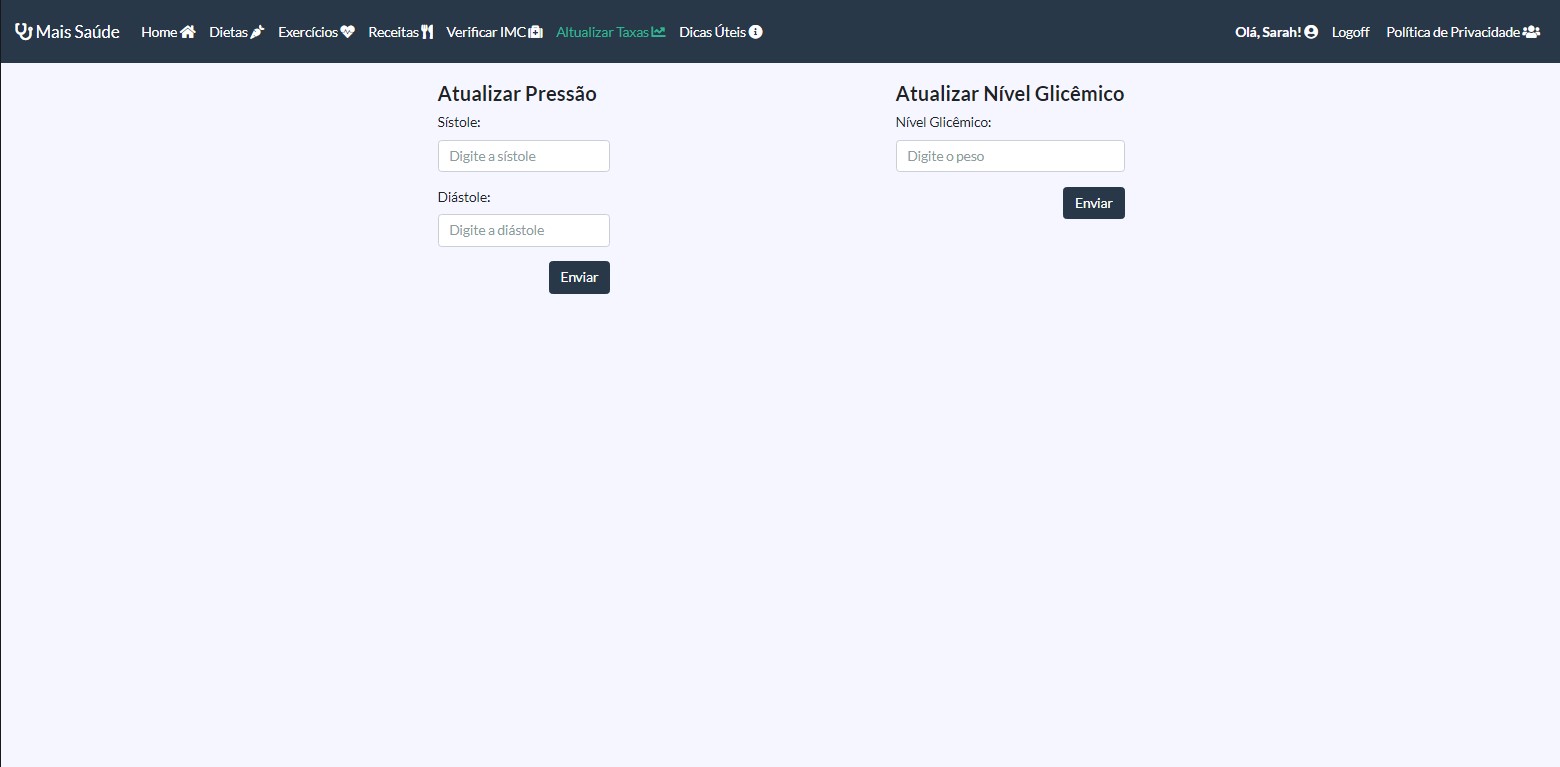 Mais Saúde Home Dietas Exercícios Receitas Verificar IMC Altualizar Taxas Dicas Úteis Olá, Sarah! Logoff Política de Privacidade
Atualizar Pressão
Sístole:
Digite a sístole
Diástole:
Digite a diástole
Enviar
Atualizar Nível Glicêmico
Nível Glicêmico:
Digite o peso
Enviar